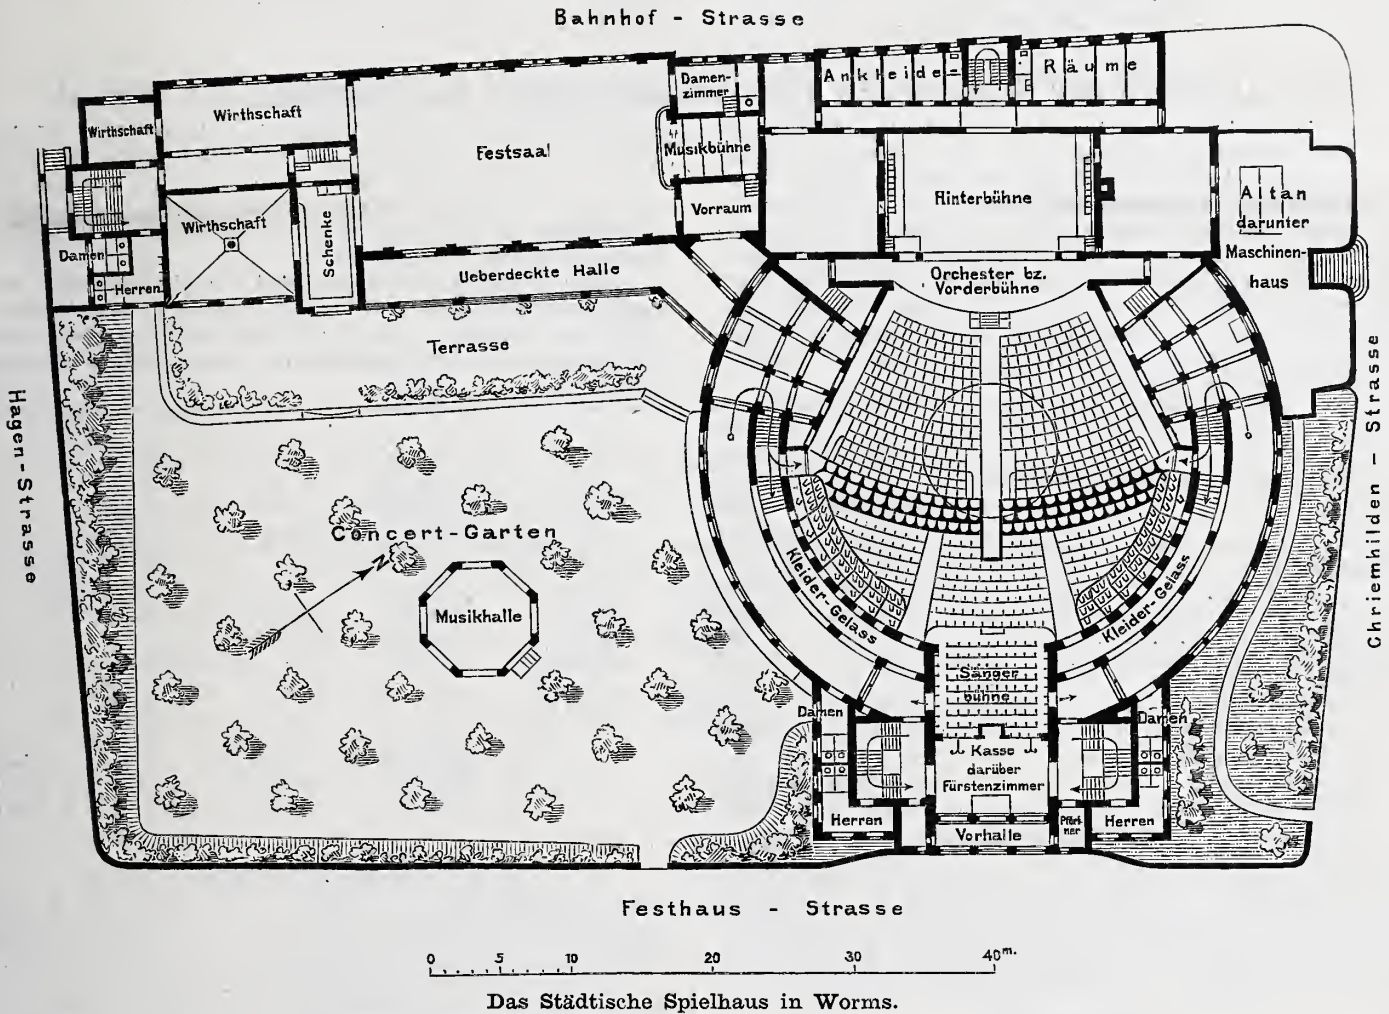 Bahnhof - Strasse
Wirthschaft
Wirthschaft
Festsaal
Damen-
zimmer
Musikbühne
Vorraum
Ankleide-
Räume
Hinterbühne
Altan
darunter
Maschinen-
haus
Wirthschaft
Schenke
Damen
Herren
Ueberdeckte Halle
Orchester bz.
Vorderbühne
Terrasse
Hagen-Strasse
Chriemhilden - Strasse
Concert-Garten
N
Musikhalle
Kleider-Gelass
Kleider-Gelass
Sänger
bühne
Damen
Damen
Kasse
darüber
Fürstenzimmer
Herren
Vorhalle
Pfört-
ner
Herren
Festhaus - Strasse
0 5 10 20 30 40m.
Das Städtische Spielhaus in Worms.